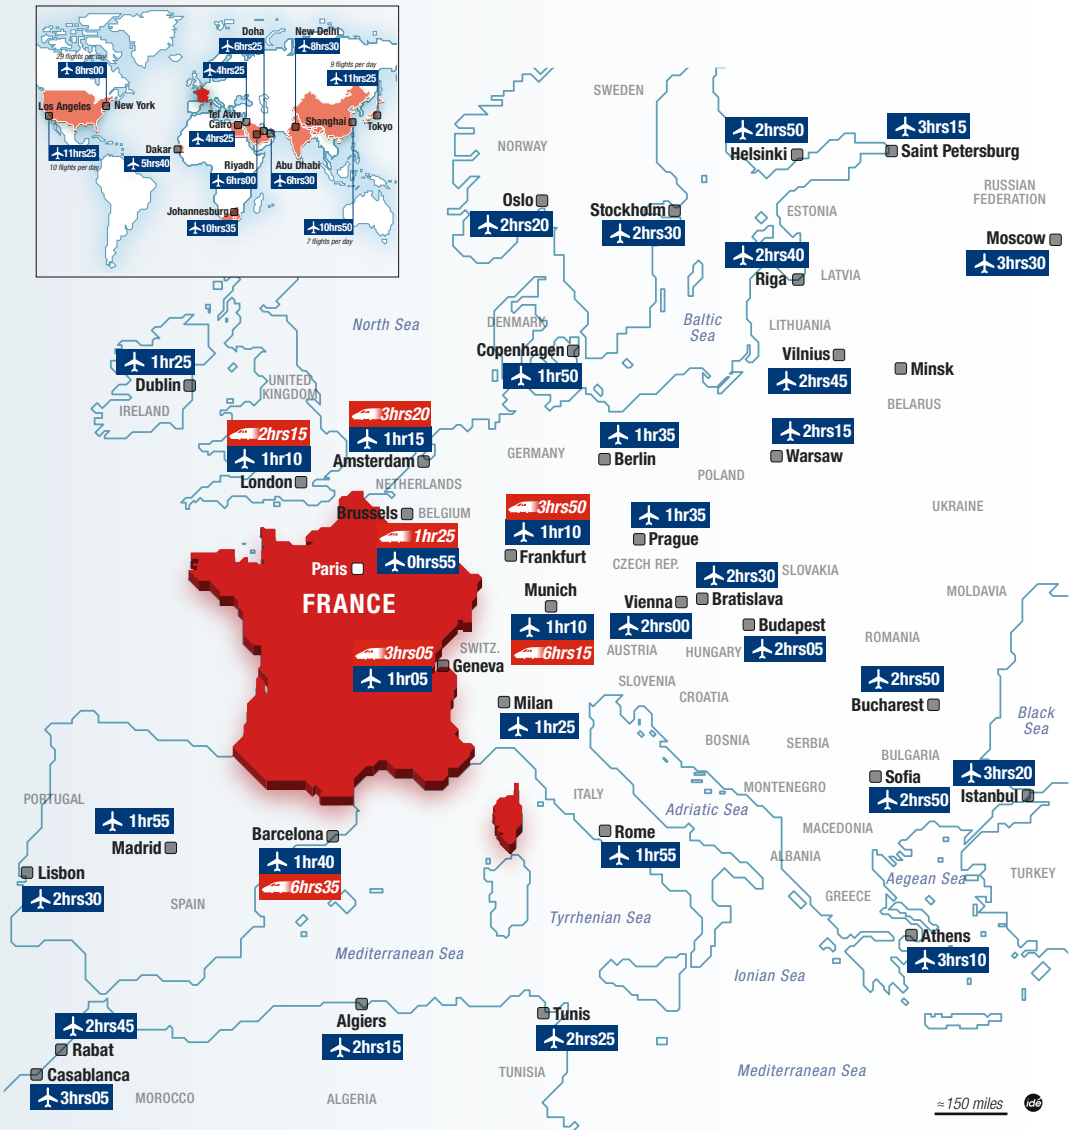 Doha
6hrs25
New Delhi
8hrs30
29 flights per day
8hrs00
4hrs25
9 flights per day
11hrs25
Los Angeles
New York
Tel Aviv
Cairo
4hrs25
Shanghai
Tokyo
11hrs25
10 flights per day
Dakar
5hrs40
Riyadh
6hrs00
Abu Dhabi
6hrs30
Johannesburg
10hrs35
10hrs50
7 flights per day
SWEDEN
NORWAY
2hrs50
Helsinki
3hrs15
Saint Petersburg
RUSSIAN
FEDERATION
Oslo
2hrs20
Stockholm
2hrs30
ESTONIA
Moscow
3hrs30
2hrs40
Riga
LATVIA
North Sea
DENMARK
Baltic
Sea
LITHUANIA
Copenhagen
1hr50
Vilnius
2hrs45
Minsk
BELARUS
1hr25
Dublin
IRELAND
UNITED
KINGDOM
3hrs20
1hr15
Amsterdam
NETHERLANDS
2hrs15
1hr10
London
GERMANY
1hr35
Berlin
2hrs15
Warsaw
POLAND
UKRAINE
Brussels
BELGIUM
1hr25
0hrs55
3hrs50
1hr10
Frankfurt
1hr35
Prague
CZECH REP.
Paris
FRANCE
Munich
1hr10
6hrs15
2hrs30
Bratislava
SLOVAKIA
Vienna
2hrs00
AUSTRIA
Budapest
2hrs05
HUNGARY
MOLDAVIA
ROMANIA
3hrs05
1hr05
SWITZ.
Geneva
2hrs50
Bucharest
SLOVENIA
CROATIA
Milan
1hr25
Black
Sea
BOSNIA
SERBIA
BULGARIA
Sofia
2hrs50
3hrs20
Istanbul
MONTENEGRO
PORTUGAL
1hr55
Madrid
Barcelona
1hr40
6hrs35
ITALY
Adriatic Sea
Rome
1hr55
MACEDONIA
ALBANIA
Aegean Sea
TURKEY
Lisbon
2hrs30
SPAIN
GREECE
Tyrrhenian Sea
Athens
3hrs10
Mediterranean Sea
Ionian Sea
2hrs45
Rabat
Casablanca
3hrs05
MOROCCO
Algiers
2hrs15
ALGERIA
Tunis
2hrs25
TUNISIA
Mediterranean Sea
≈150 miles
idé